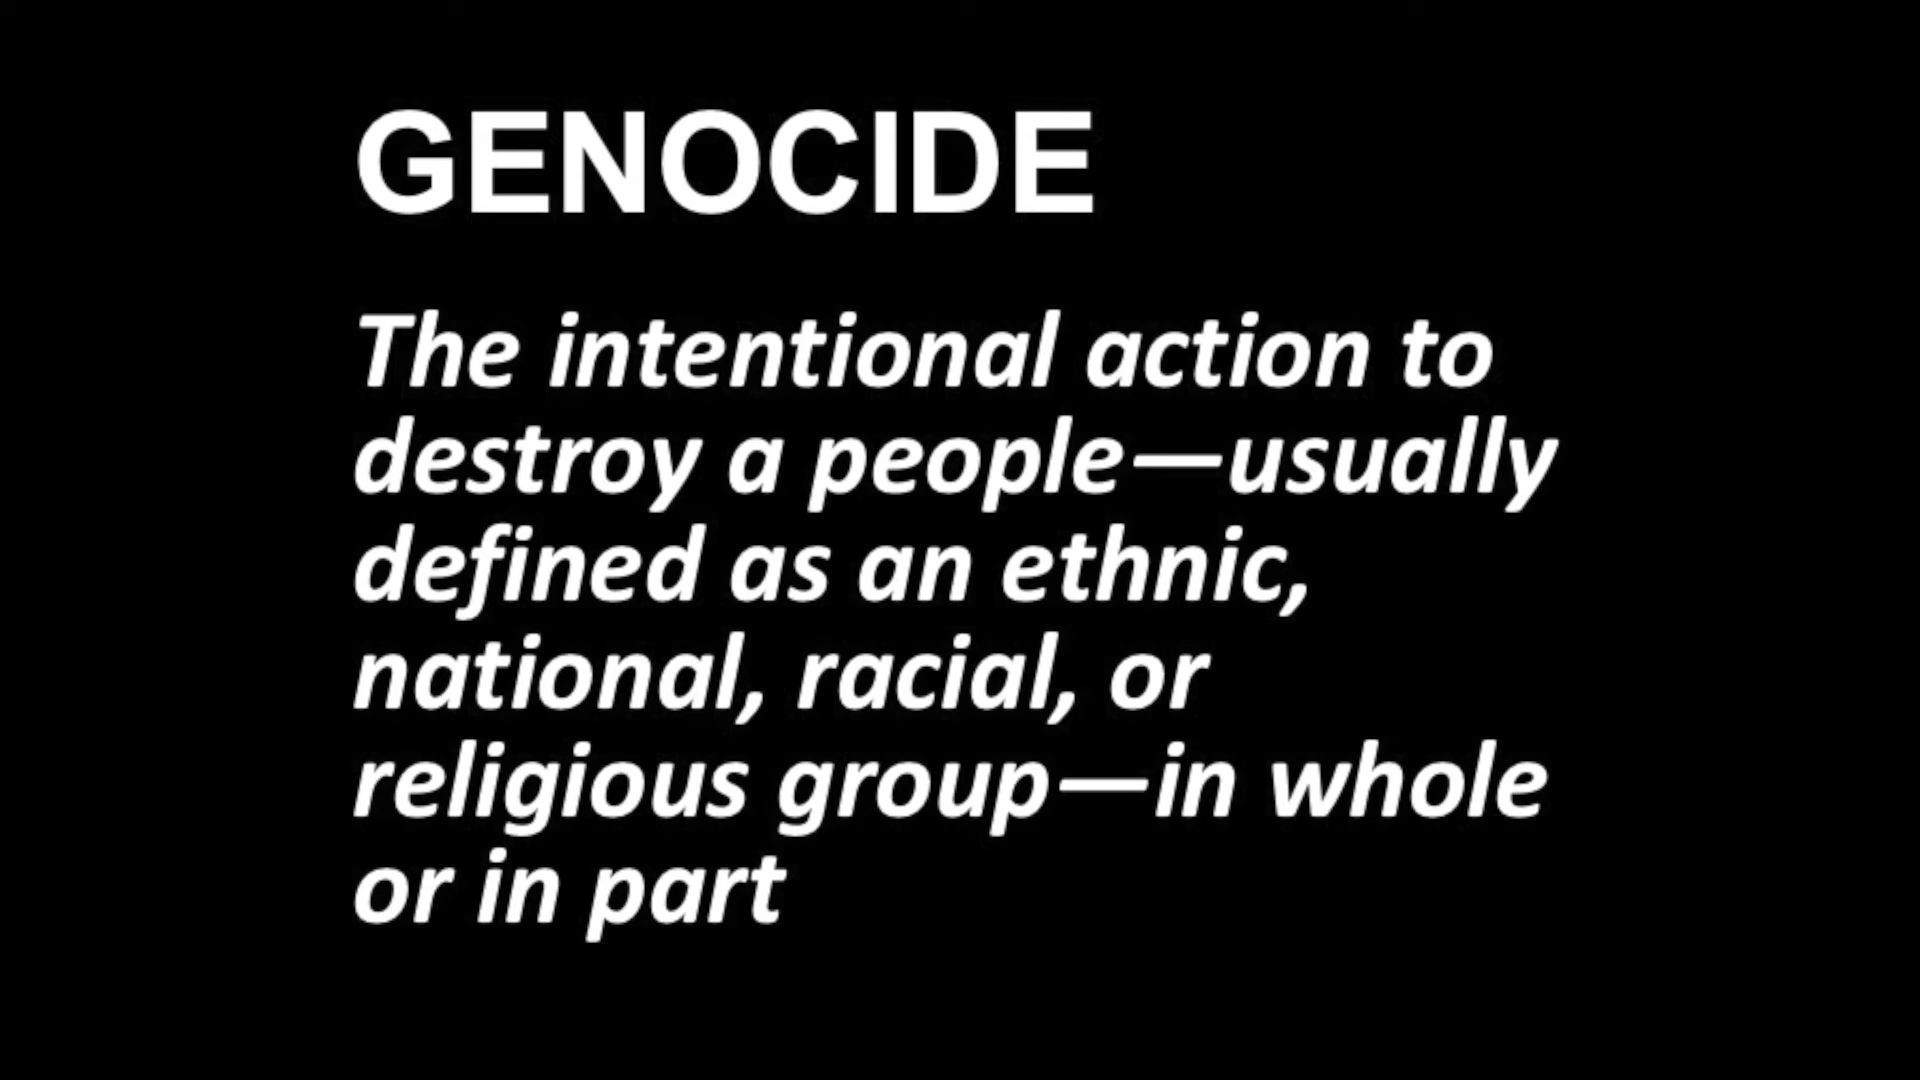 GENOCIDE
The intentional action to
destroy a people—usually
defined as an ethnic,
national, racial, or
religious group—in whole
or in part